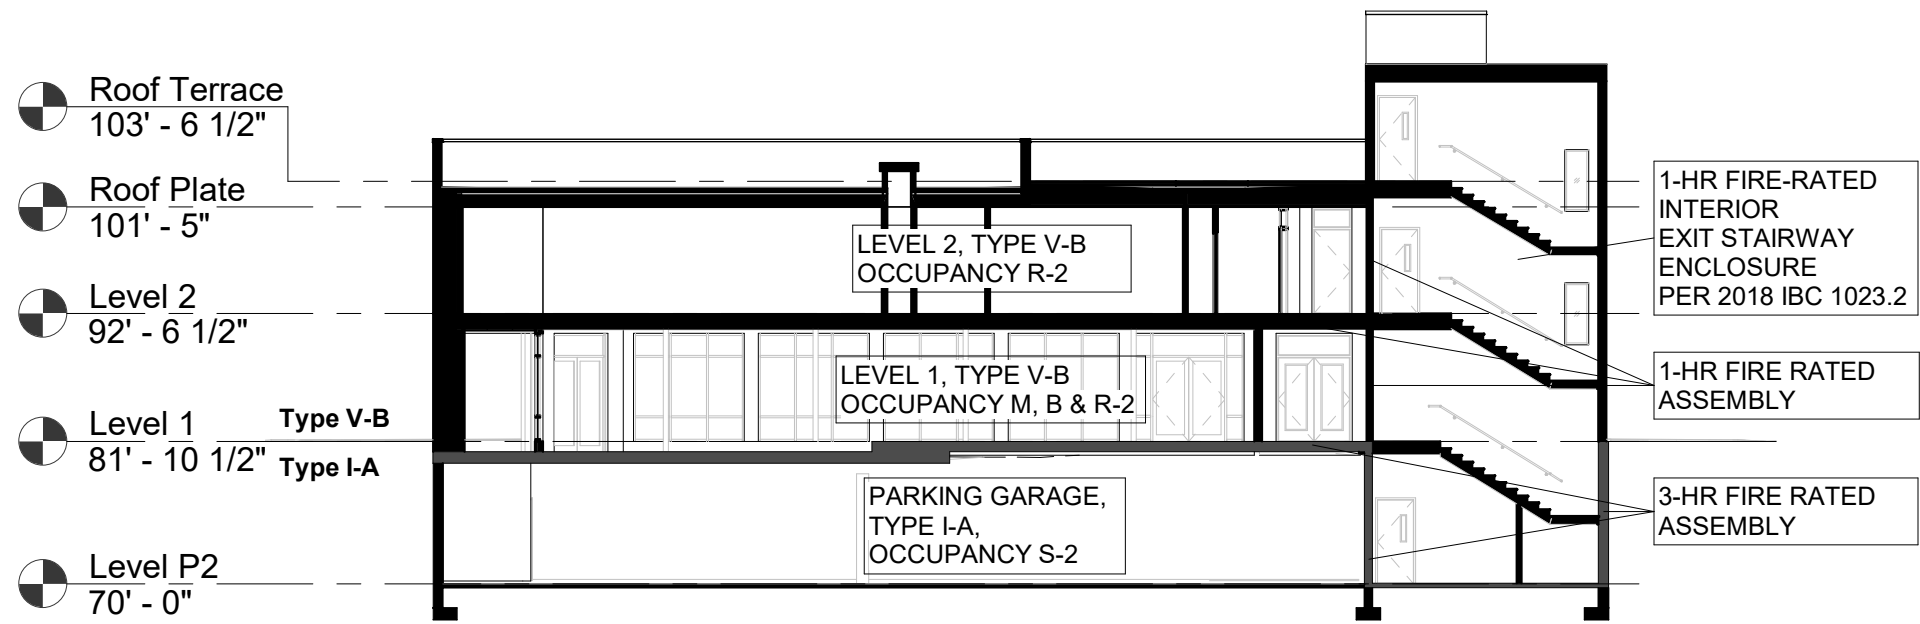 Roof Terrace
103' - 6 1/2"
Roof Plate
101' - 5"
Level 2
92' - 6 1/2"
Level 1
81' - 10 1/2"
Type V-B
Type I-A
Level P2
70' - 0"
LEVEL 2, TYPE V-B
OCCUPANCY R-2
LEVEL 1, TYPE V-B
OCCUPANCY M, B & R-2
PARKING GARAGE,
TYPE I-A,
OCCUPANCY S-2
1-HR FIRE-RATED
INTERIOR
EXIT STAIRWAY
ENCLOSURE
PER 2018 IBC 1023.2
1-HR FIRE RATED
ASSEMBLY
3-HR FIRE RATED
ASSEMBLY